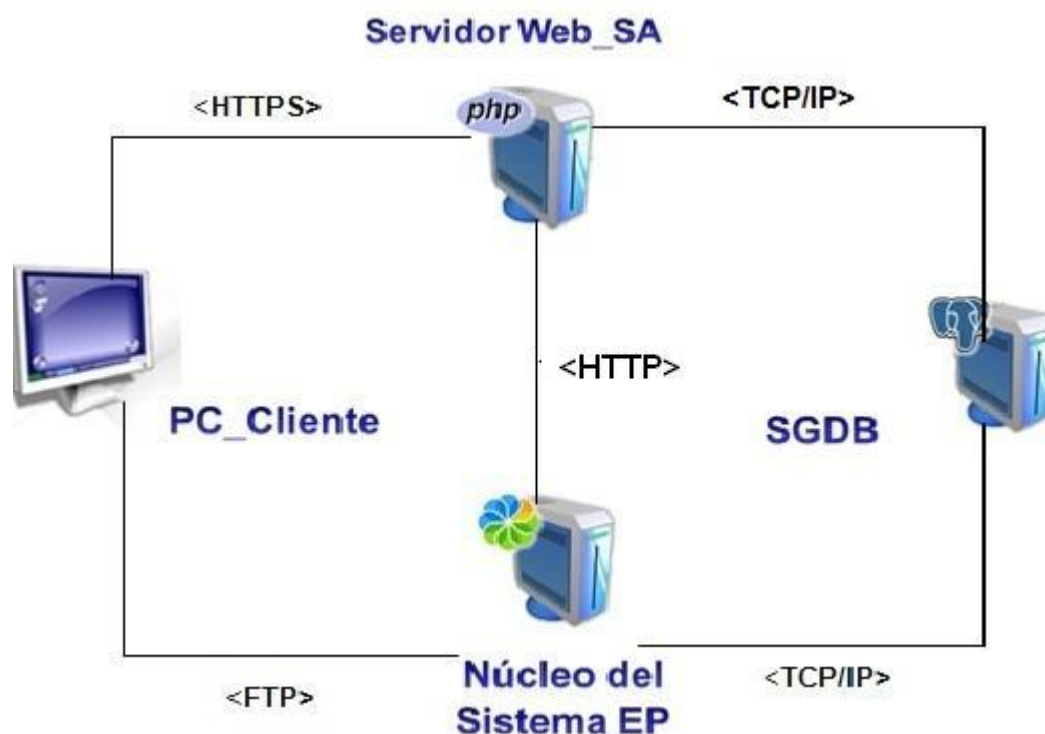 Servidor Web_SA
<HTTPS>
php
<TCP/IP>
<HTTP>
PC_Cliente
SGDB
Núcleo del
Sistema EP
<FTP>
<TCP/IP>